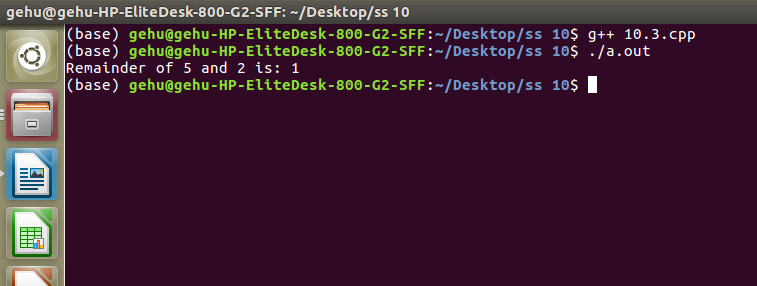 gehu@gehu-HP-EliteDesk-800-G2-SFF: ~/Desktop/ss 10
(base) gehu@gehu-HP-EliteDesk-800-G2-SFF:~/Desktop/ss 10$ g++ 10.3.cpp
(base) gehu@gehu-HP-EliteDesk-800-G2-SFF:~/Desktop/ss 10$ ./a.out
Remainder of 5 and 2 is: 1
(base) gehu@gehu-HP-EliteDesk-800-G2-SFF:~/Desktop/ss 10$